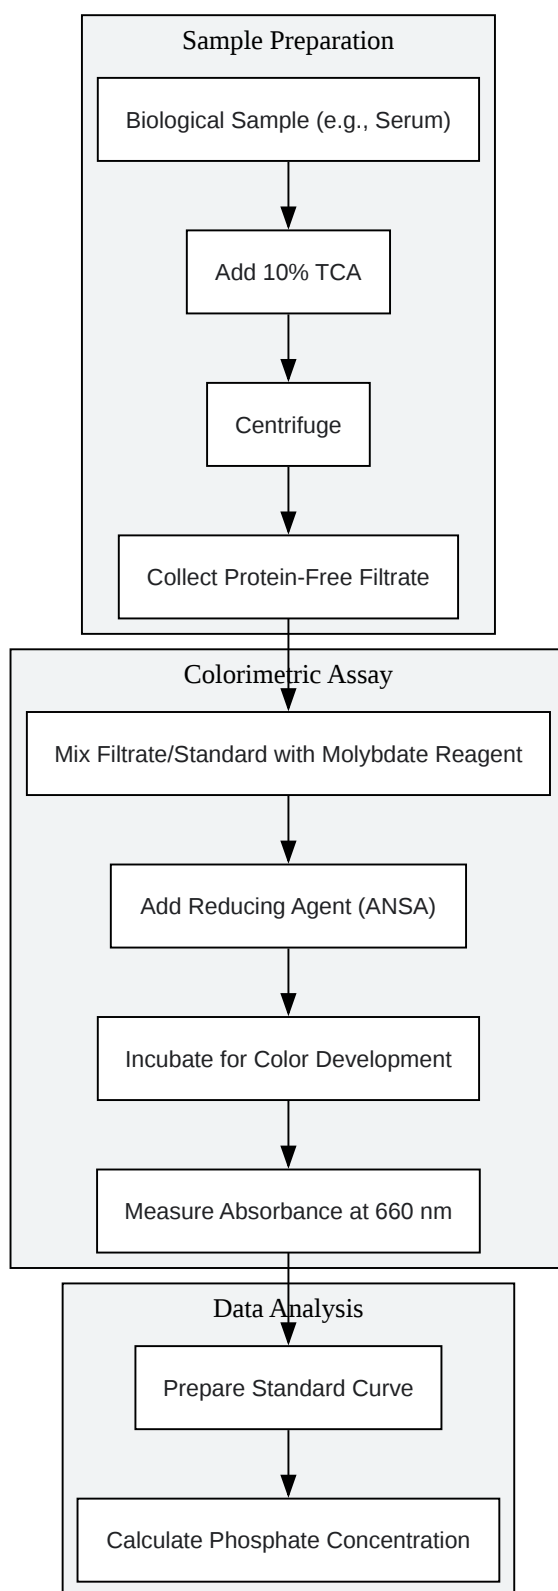 Sample Preparation
Biological Sample (e.g., Serum)
Add 10% TCA
Centrifuge
Collect Protein-Free Filtrate
Colorimetric Assay
Mix Filtrate/Standard with Molybdate Reagent
Add Reducing Agent (ANSA)
Incubate for Color Development
Measure Absorbance at 660 nm
Data Analysis
Prepare Standard Curve
Calculate Phosphate Concentration